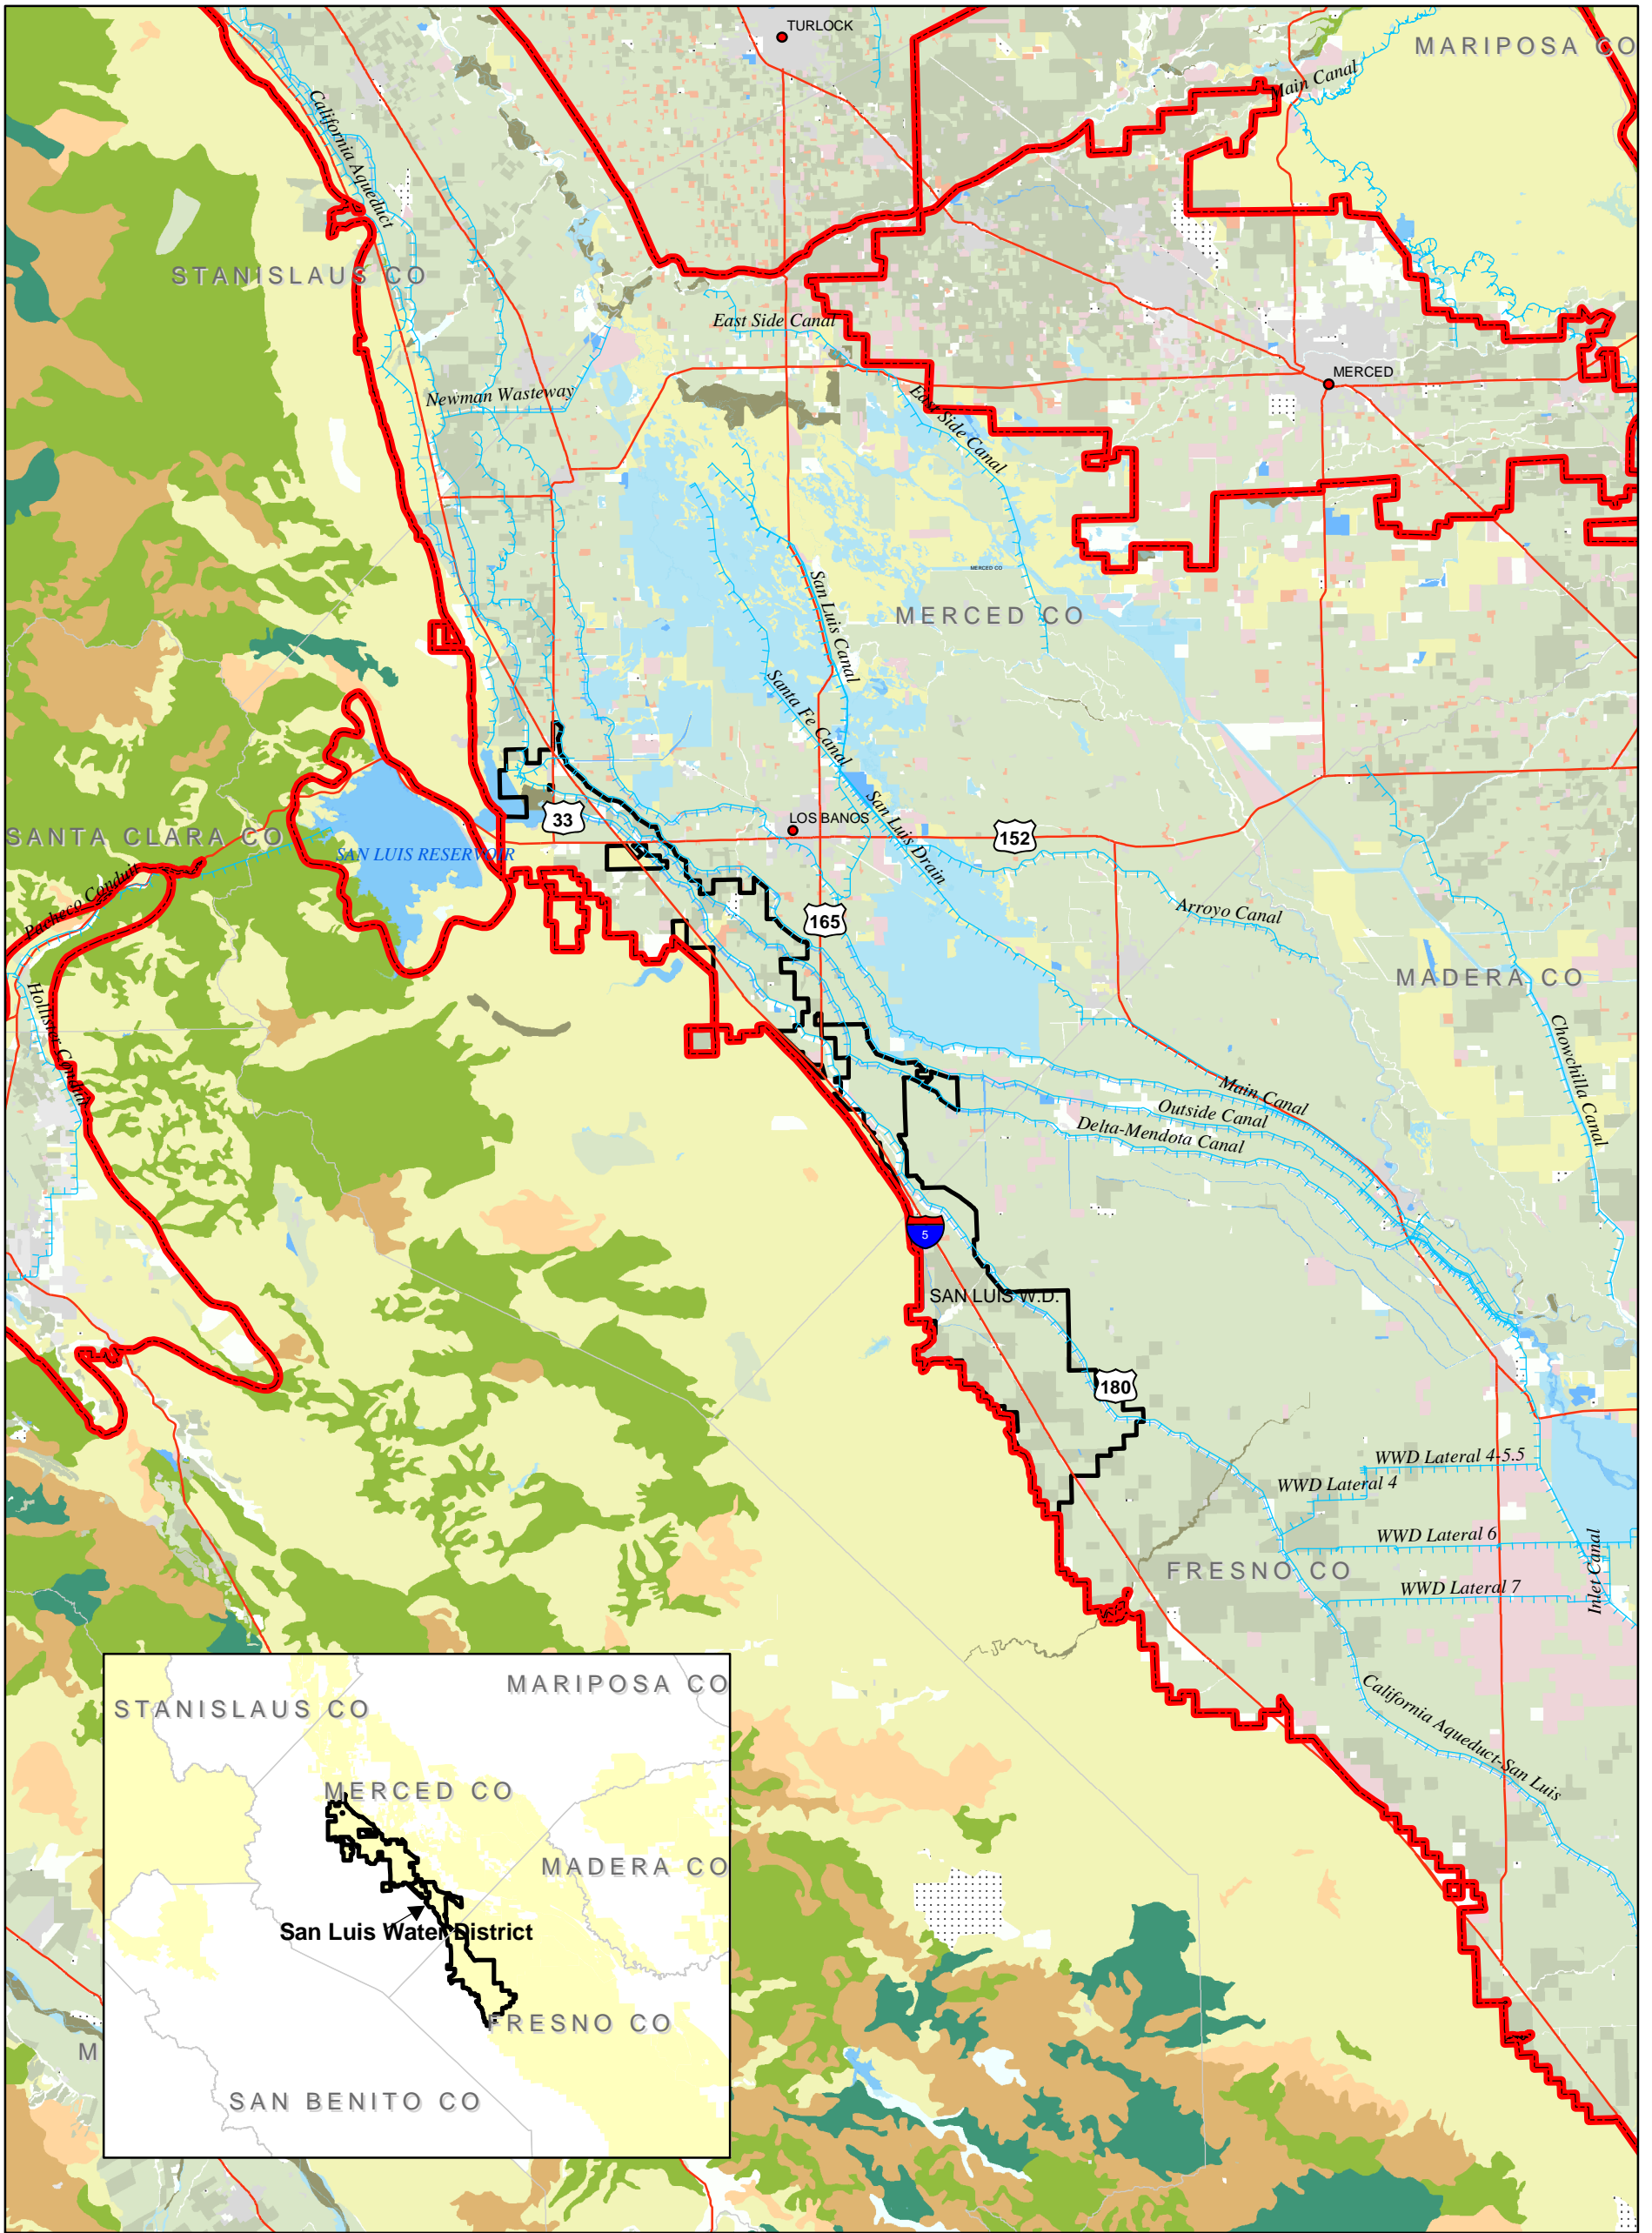 TURLOCK
MARIPOSA CO
Main Canal
California Aqueduct
STANISLAUS CO
East Side Canal
MERCED
Newman Wasteway
East Side Canal
MERCED CO
San Luis Canal
MERCED CO
Santa Fe Canal
San Luis Drain
33
LOS BANOS
152
SANTA CLARA CO
SAN LUIS RESERVOIR
Pacheco Conduit
165
Arroyo Canal
MADERA CO
Hollister Conduit
Chowchilla Canal
Main Canal
Outside Canal
Delta-Mendota Canal
5
SAN LUIS W.D.
180
WWD Lateral 4-5.5
WWD Lateral 4
WWD Lateral 6
Inlet Canal
FRESNO CO
WWD Lateral 7
California Aqueduct-San Luis
MARIPOSA CO
STANISLAUS CO
MERCED CO
MADERA CO
San Luis Water District
FRESNO CO
M
SAN BENITO CO